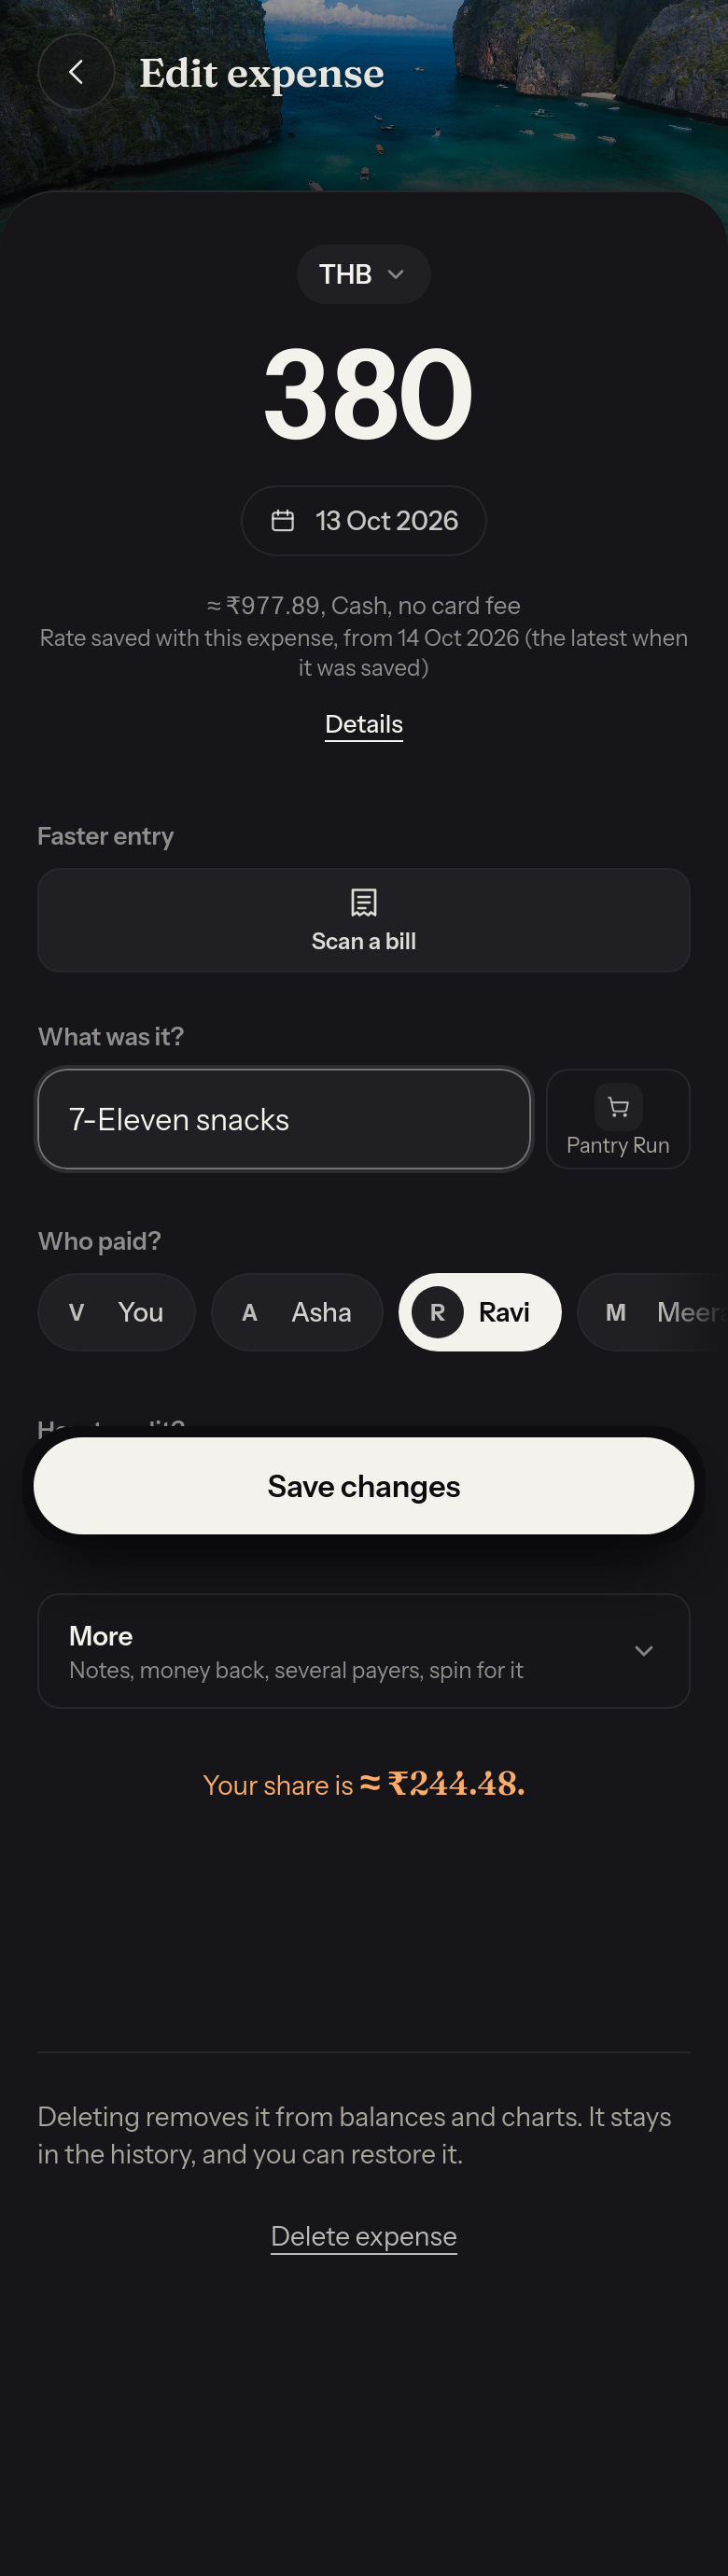 Edit expense
THB
380
13 Oct 2026
≈ ₹977.89, Cash, no card fee
Rate saved with this expense, from 14 Oct 2026 (the latest when
it was saved)
Details
Faster entry
Scan a bill
What was it?
7-Eleven snacks
Pantry Run
Who paid?
V You
A Asha
R Ravi
M
Save changes
More
Notes, money back, several payers, spin for it
Your share is ≈ ₹244.48.
Deleting removes it from balances and charts. It stays
in the history, and you can restore it.
Delete expense